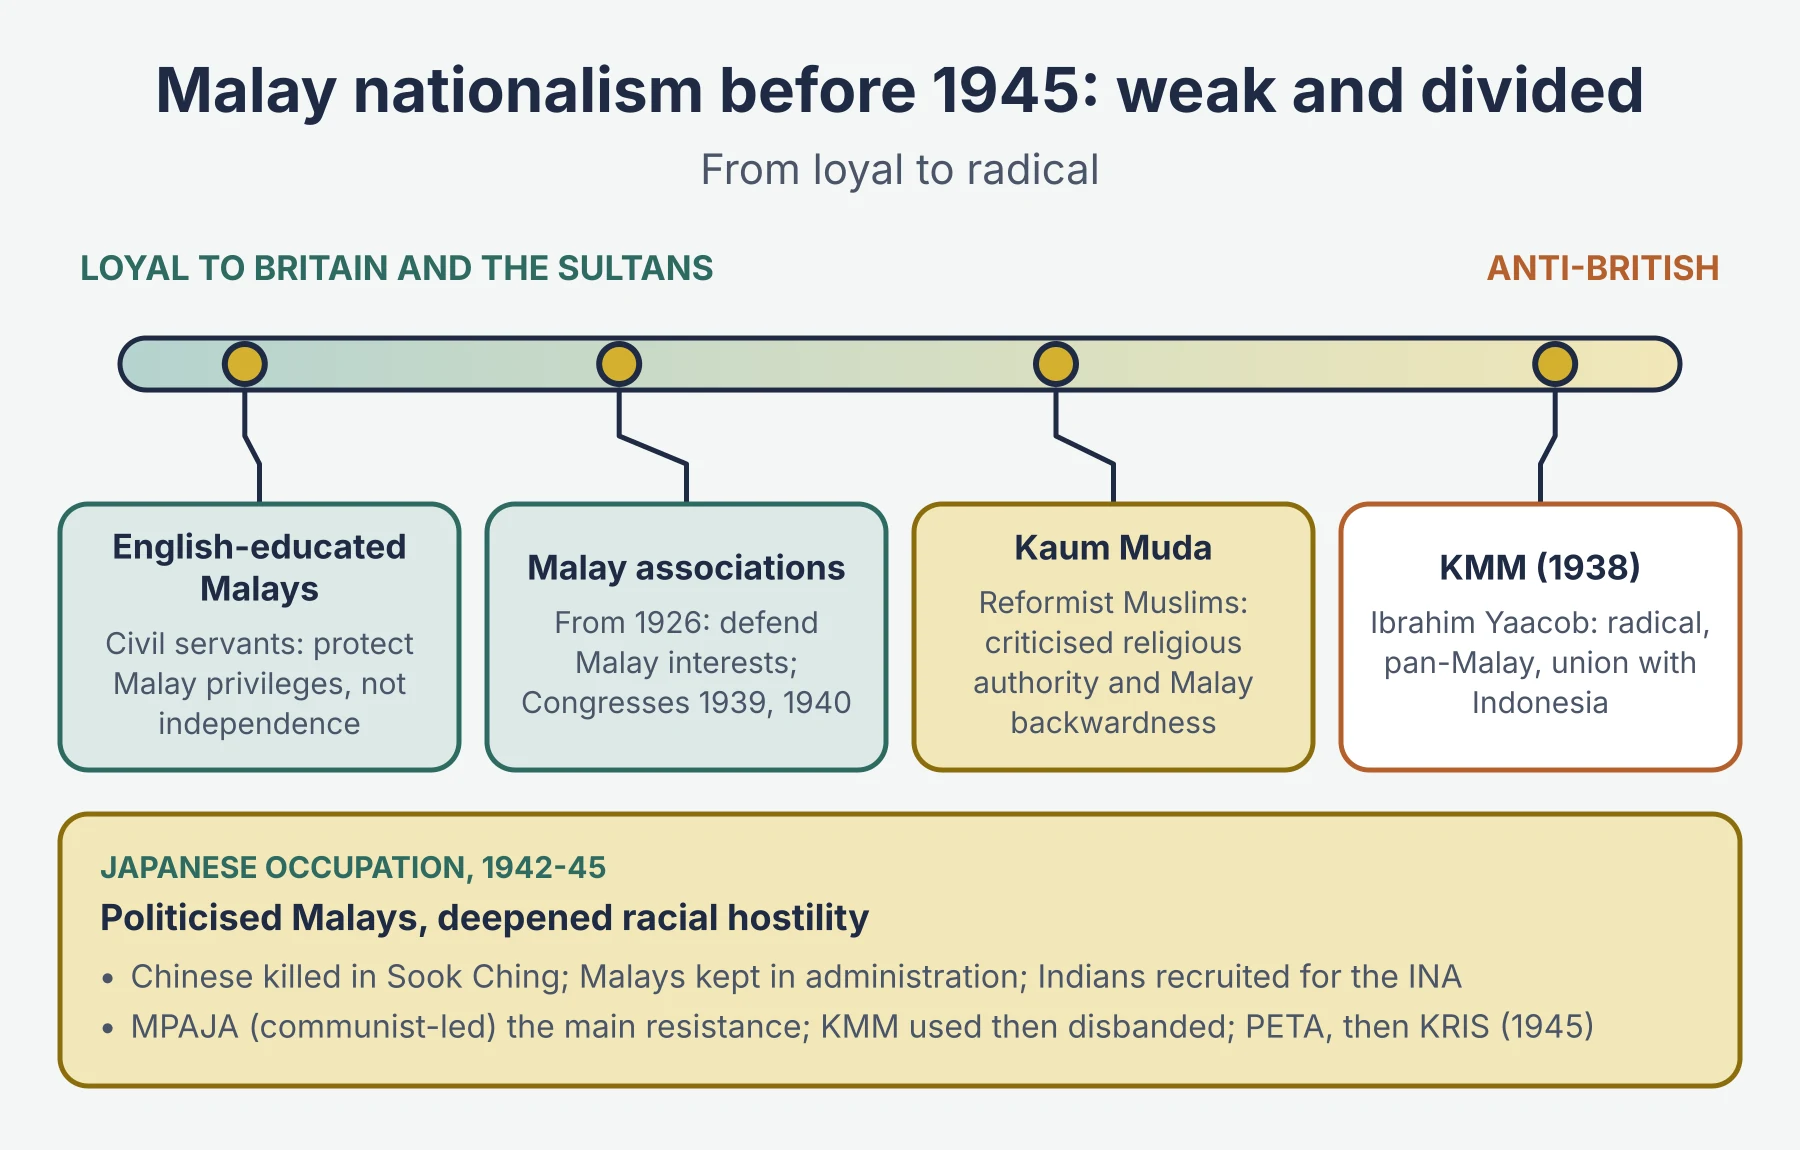 Malay nationalism before 1945: weak and divided
From loyal to radical
LOYAL TO BRITAIN AND THE SULTANS
ANTI-BRITISH
English-educated
Malays
Civil servants: protect
Malay privileges, not
independence
Malay associations
From 1926: defend
Malay interests;
Congresses 1939, 1940
Kaum Muda
Reformist Muslims:
criticised religious
authority and Malay
backwardness
KMM (1938)
Ibrahim Yaacob: radical,
pan-Malay, union with
Indonesia
JAPANESE OCCUPATION, 1942-45
Politicised Malays, deepened racial hostility
• Chinese killed in Sook Ching; Malays kept in administration; Indians recruited for the INA
• MPAJA (communist-led) the main resistance; KMM used then disbanded; PETA, then KRIS (1945)